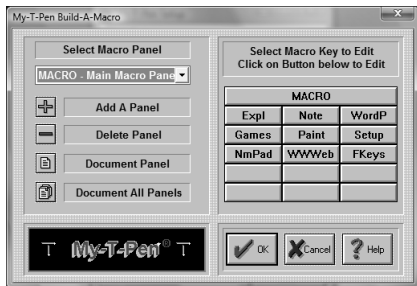 My-T-Pen Build-A-Macro
Select Macro Panel
MACRO - Main Macro Pane
Add A Panel
Delete Panel
Document Panel
Document All Panels
Select Macro Key to Edit
Click on Button below to Edit
MACRO
Expl Note WordP
Games Paint Setup
NmPad WWWeb FKeys
T My-T-Pen® T
OK Cancel Help